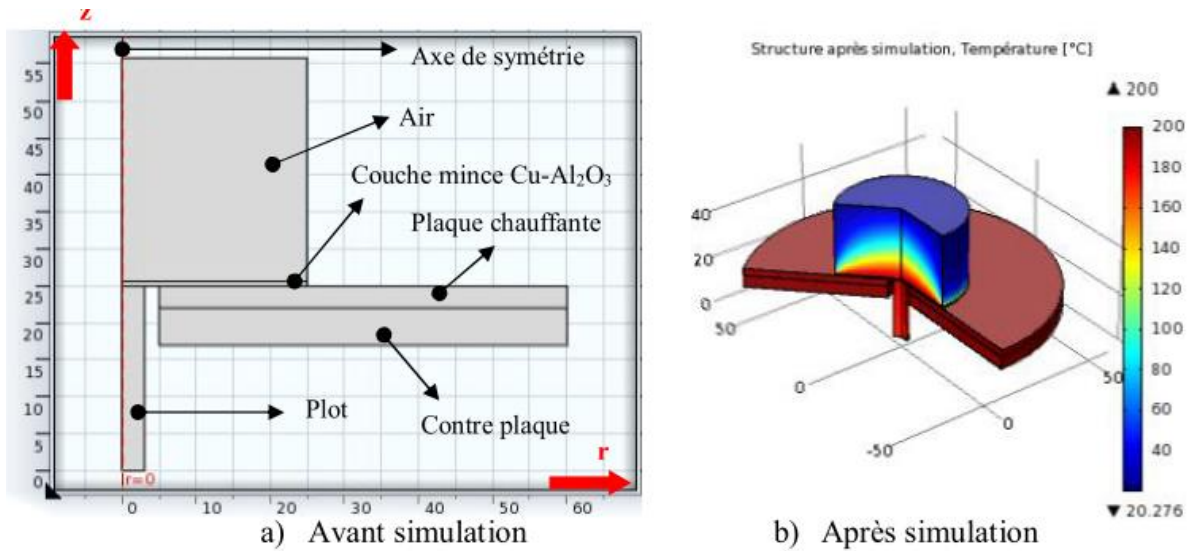 z
55
50
45
40
35
30
25
20
15
10
5
0
Axe de symétrie
Air
Couche mince Cu-Al₂O₃
Plaque chauffante
Contre plaque
Plot
r=0
r
0 10 20 30 40 50 60
a) Avant simulation
Structure après simulation, Température [°C]
▲ 200
200
180
160
140
120
100
80
60
40
▼ 20.276
40
20
0
50
0
-50
0
50
b) Après simulation